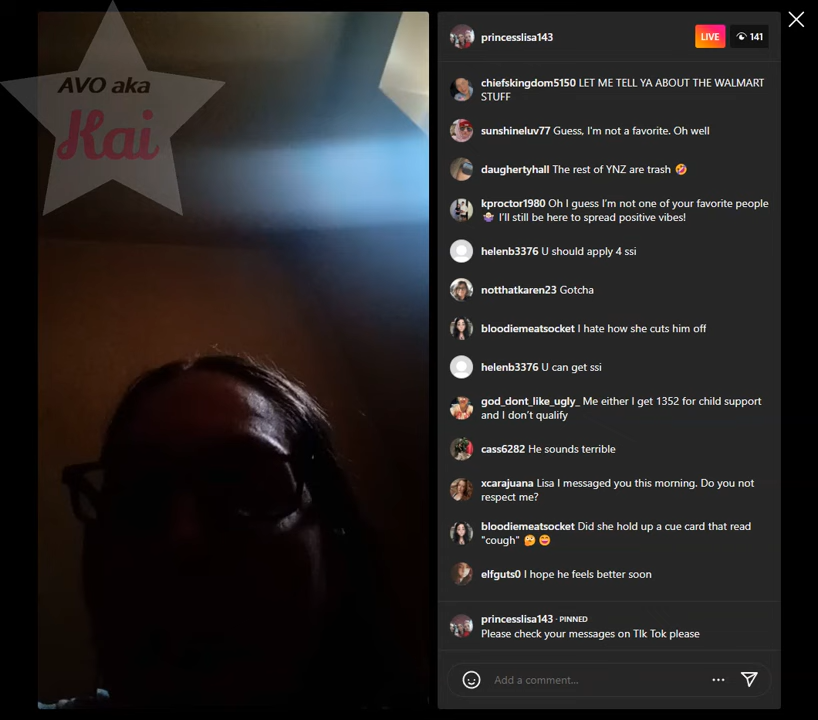 AVO aka
Kai
princesslisa143
LIVE
141
chiefskingdom5150 LET ME TELL YA ABOUT THE WALMART
STUFF
sunshineluv77 Guess, I'm not a favorite. Oh well
daughertyhall The rest of YNZ are trash 🤣
kproctor1980 Oh I guess I'm not one of your favorite people
🤷🏻‍♀️ I'll still be here to spread positive vibes!
helenb3376 U should apply 4 ssi
notthatkaren23 Gotcha
bloodiemeatsocket I hate how she cuts him off
helenb3376 U can get ssi
god_dont_like_ugly_ Me either I get 1352 for child support
and I don't qualify
cass6282 He sounds terrible
xcarajuana Lisa I messaged you this morning. Do you not
respect me?
bloodiemeatsocket Did she hold up a cue card that read
"cough" 🫣 😄
elfguts0 I hope he feels better soon
princesslisa143 · PINNED
Please check your messages on TIk Tok please
Add a comment...